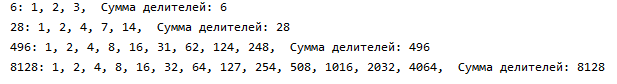 6: 1, 2, 3,  Сумма делителей: 6
28: 1, 2, 4, 7, 14,  Сумма делителей: 28
496: 1, 2, 4, 8, 16, 31, 62, 124, 248,  Сумма делителей: 496
8128: 1, 2, 4, 8, 16, 32, 64, 127, 254, 508, 1016, 2032, 4064,  Сумма делителей: 8128